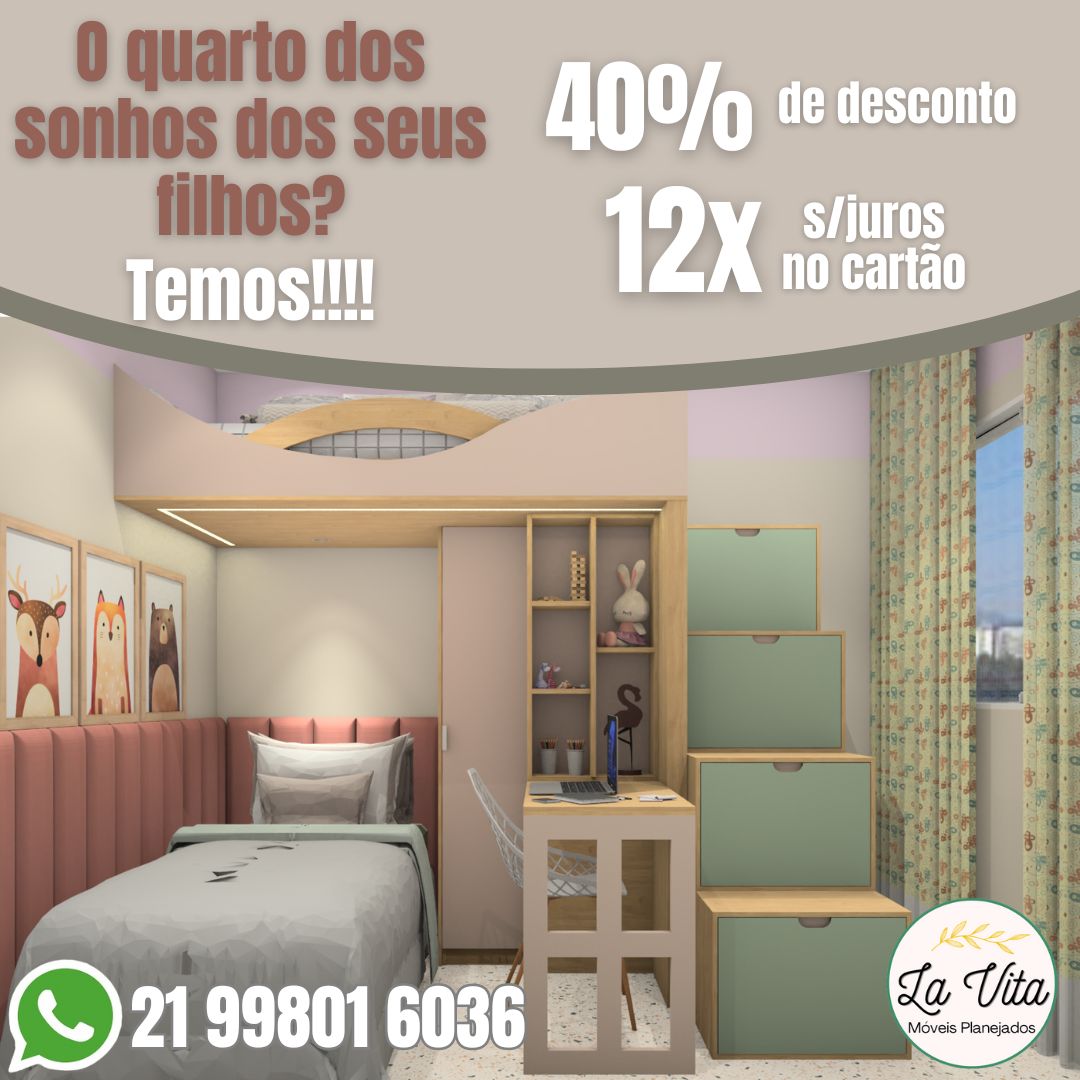 O quarto dos
sonhos dos seus
filhos?
Temos!!!!
40% de desconto
12x s/juros
no cartão
21 99801 6036
La Vita
Móveis Planejados